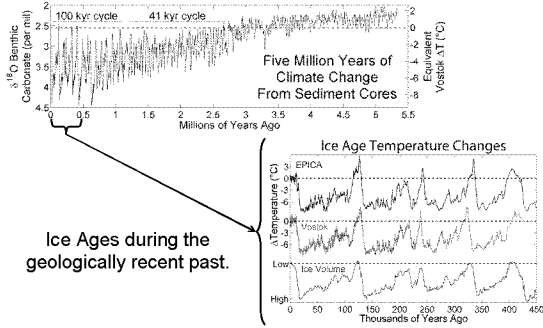 2
2.5
3.0
3.5
4.5
δ18O Benthic
Carbonate (per mil)
100 kyr cycle
41 kyr cycle
2
0
-2
-4
-6
-8
Equivalent
Vostok ΔT (°C)
Five Million Years of
Climate Change
From Sediment Cores
0 0.5 1 1.5 2 2.5 3 3.5 4 4.5 5 5.5
Millions of Years Ago
Ice Ages during the
geologically recent past.
Ice Age Temperature Changes
EPICA
3
0
-3
-6
Vostok
0
-3
-6
ΔTemperature (°C)
Low
Ice Volume
High
0 50 100 150 200 250 300 350 400 450
Thousands of Years Ago